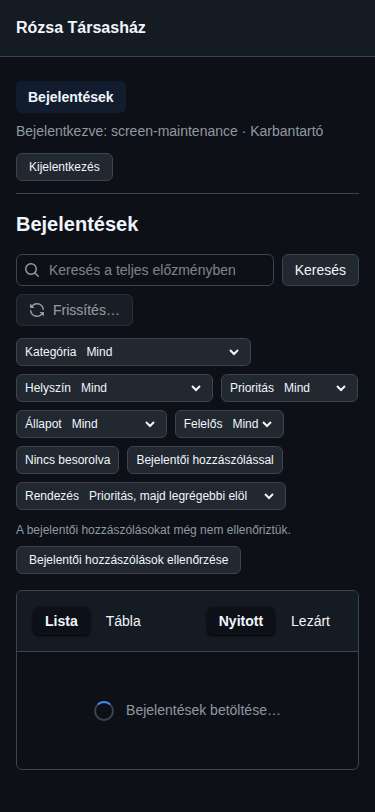 Rózsa Társasház
Bejelentések
Bejelentkezve: screen-maintenance · Karbantartó
Kijelentkezés
Bejelentések
Keresés a teljes előzményben
Keresés
Frissítés…
Kategória Mind
Helyszín Mind
Prioritás Mind
Állapot Mind
Felelős Mind
Nincs besorolva
Bejelentői hozzászólással
Rendezés Prioritás, majd legrégebbi elöl
A bejelentői hozzászólásokat még nem ellenőriztük.
Bejelentői hozzászólások ellenőrzése
Lista
Tábla
Nyitott
Lezárt
Bejelentések betöltése…